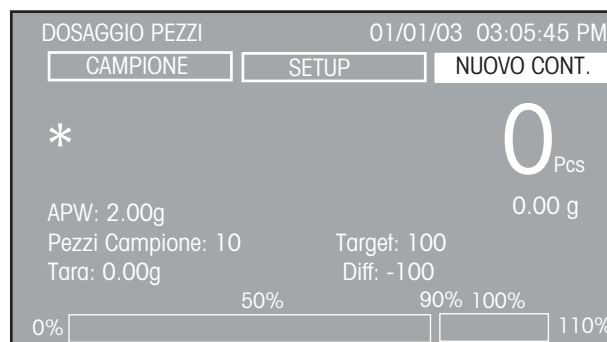 DOSAGGIO PEZZI 01/01/03 03:05:45 PM
CAMPIONE SETUP NUOVO CONT.
* 0 Pcs
0.00 g
APW: 2.00g
Pezzi Campione: 10 Target: 100
Tara: 0.00g Diff: -100
50% 90% 100%
0% 110%